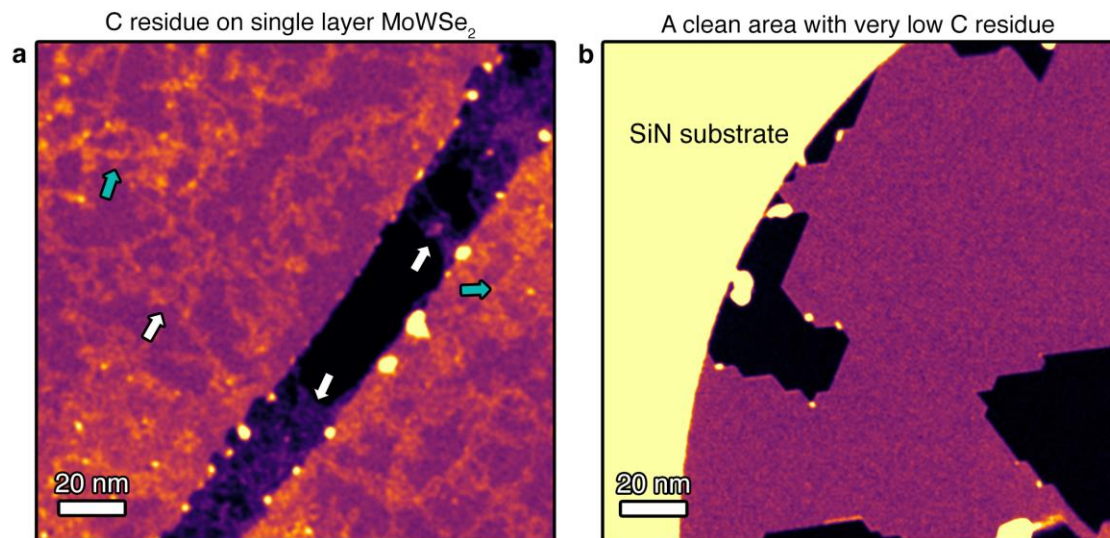 C residue on single layer MoWSe₂
A clean area with very low C residue
a
b
SiN substrate
20 nm
20 nm